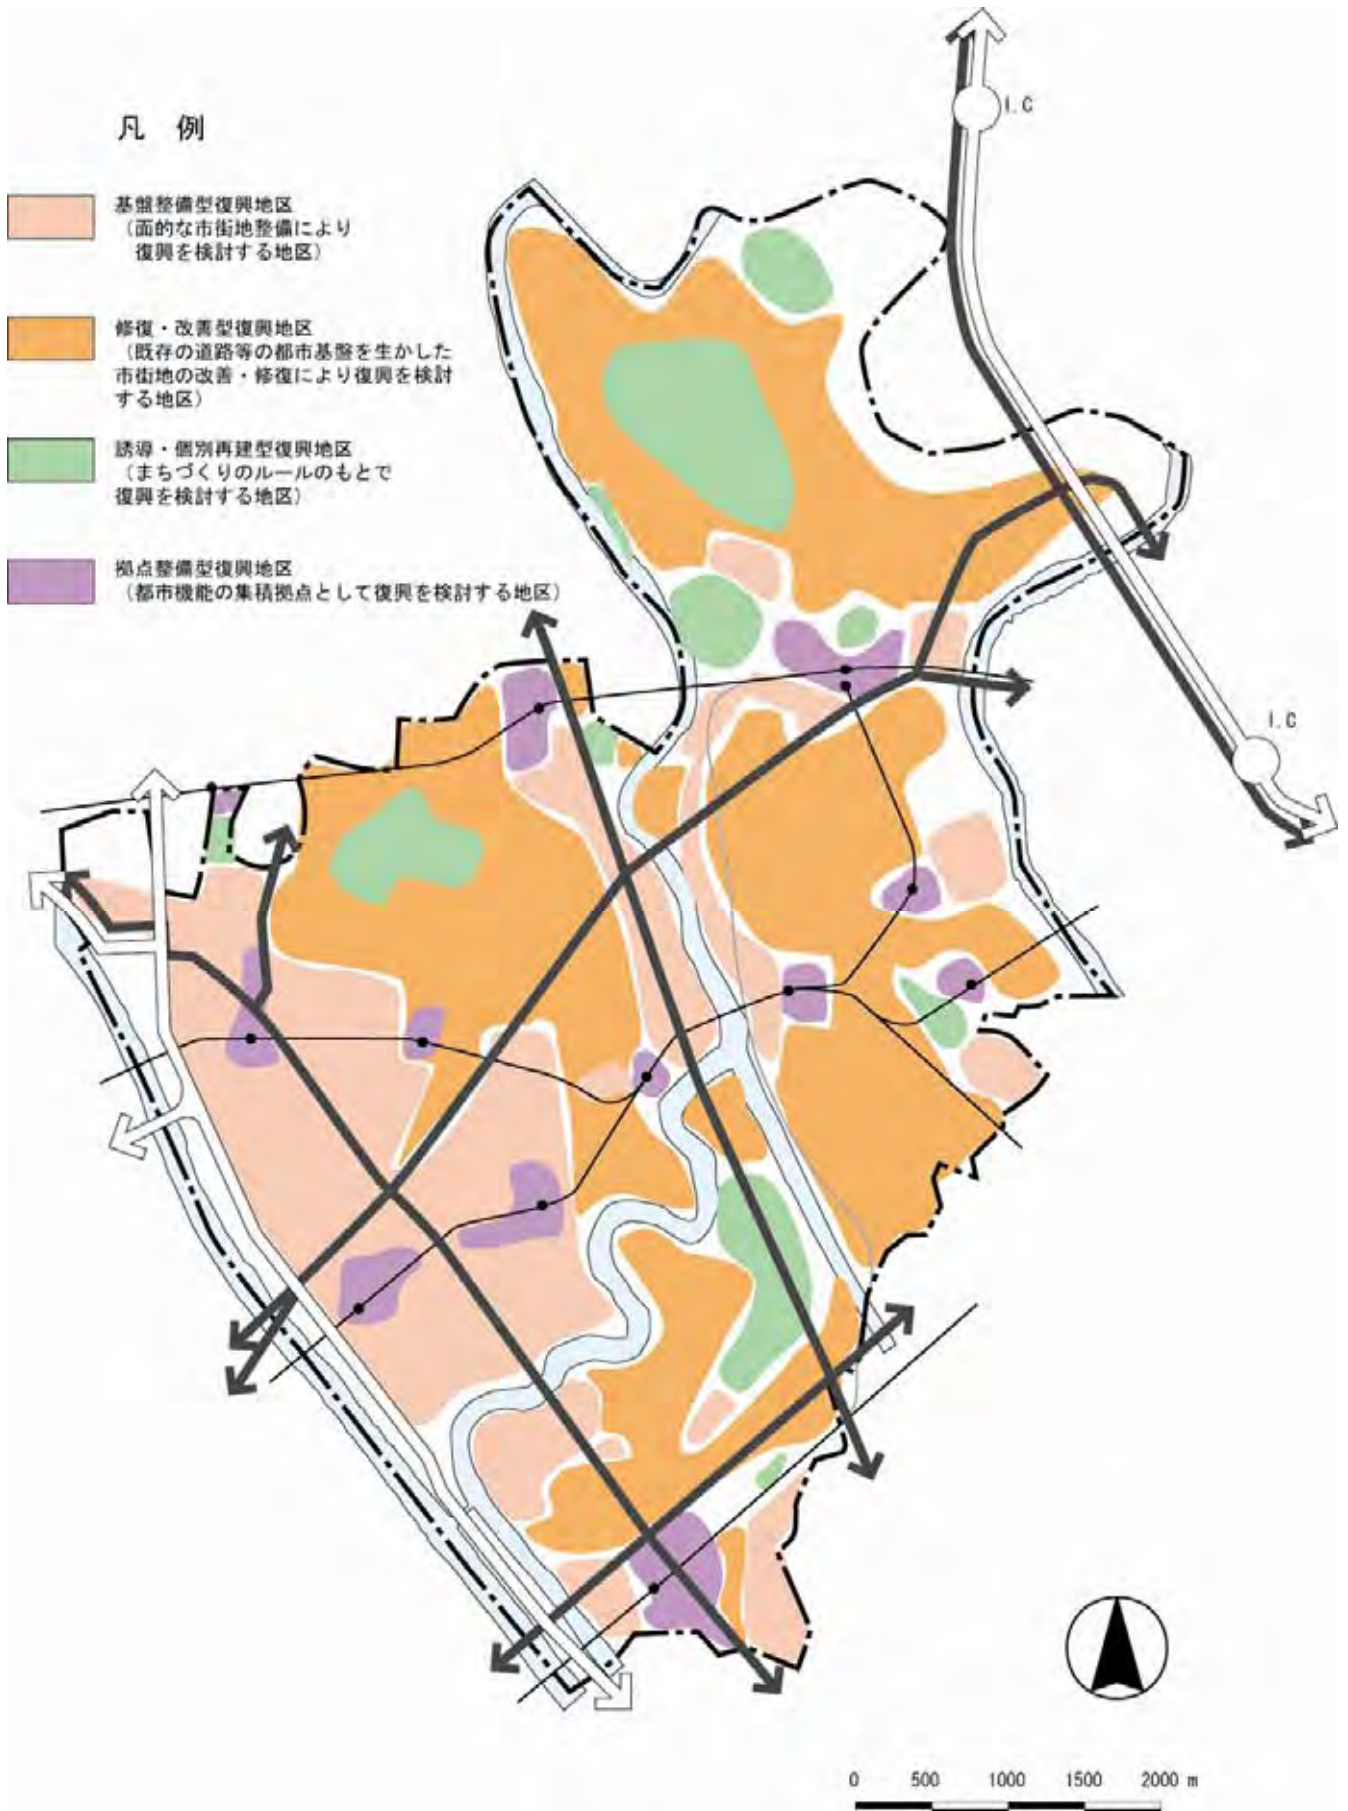 凡 例
基盤整備型復興地区
（面的な市街地整備により
復興を検討する地区）
修復・改善型復興地区
（既存の道路等の都市基盤を生かした
市街地の改善・修復により復興を検討
する地区）
誘導・個別再建型復興地区
（まちづくりのルールのもとで
復興を検討する地区）
拠点整備型復興地区
（都市機能の集積拠点として復興を検討する地区）
I.C
I.C
0 500 1000 1500 2000 m